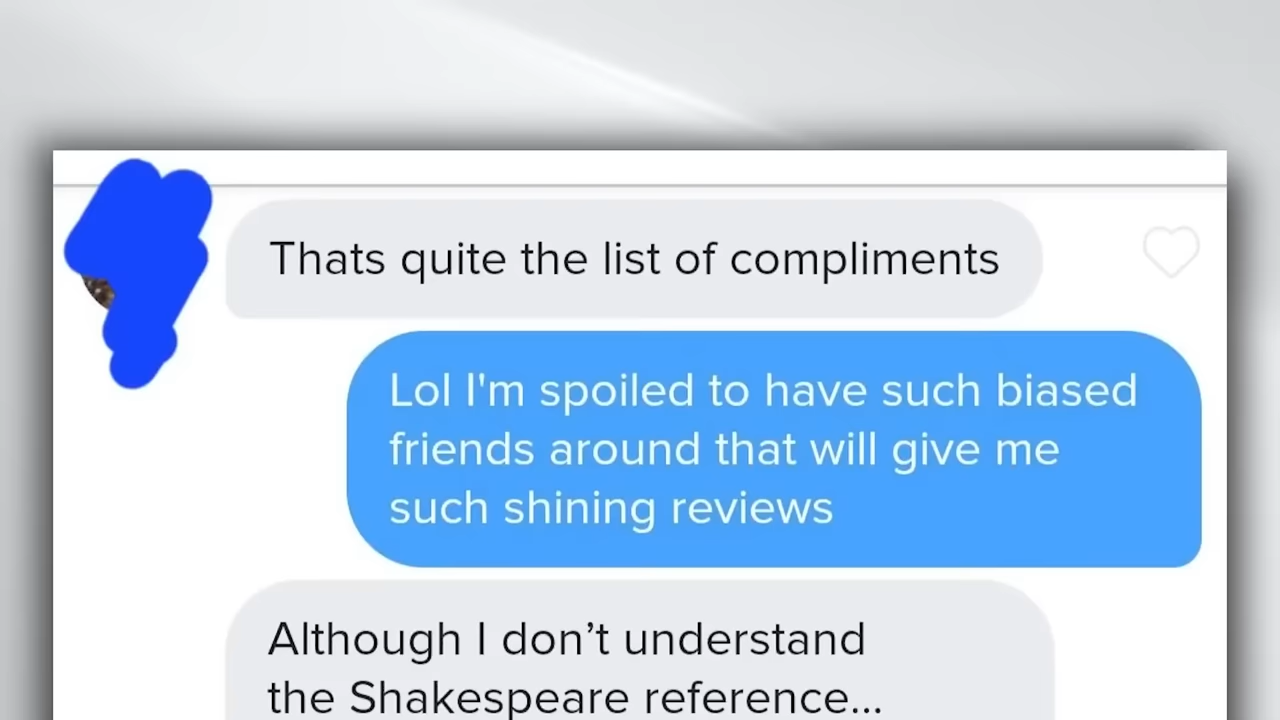 Thats quite the list of compliments
Lol I'm spoiled to have such biased
friends around that will give me
such shining reviews
Although I don’t understand
the Shakespeare reference...